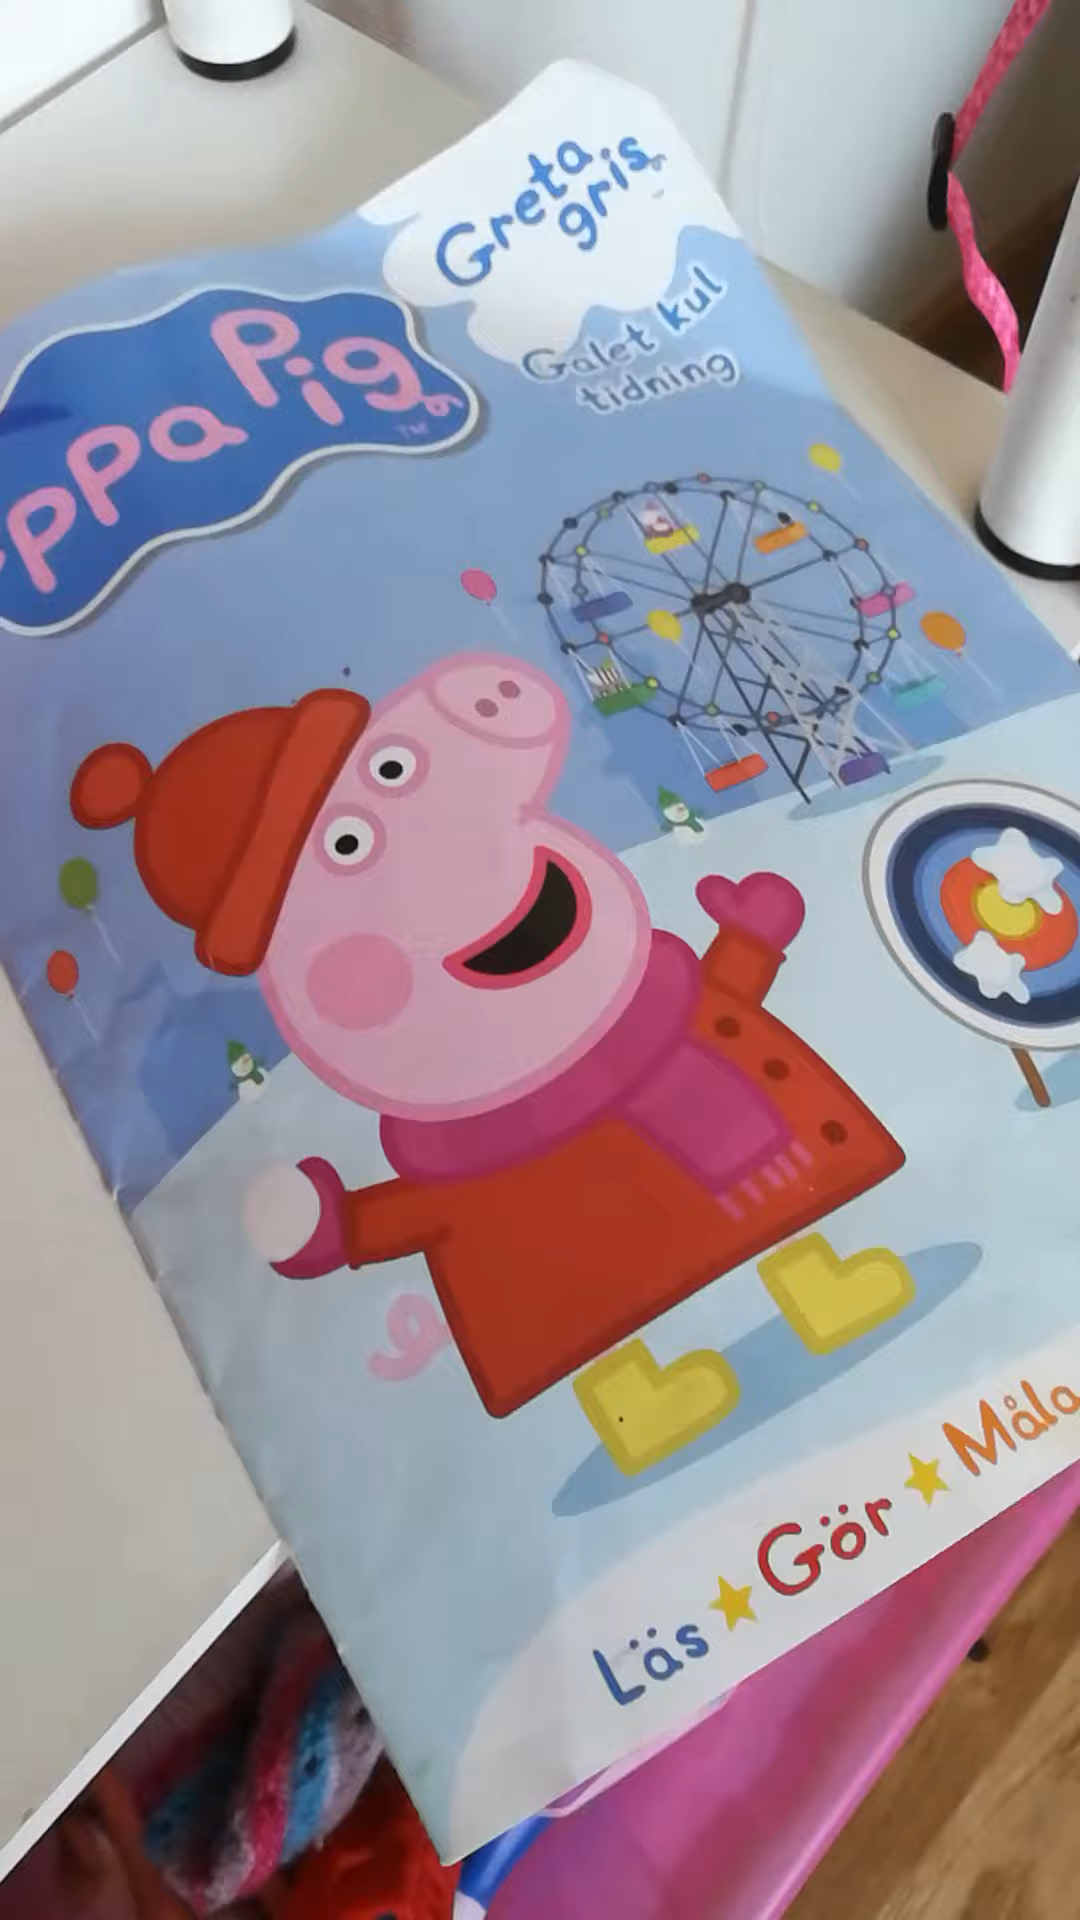 Greta
gris
Galet kul
tidning
ppa Pig
TM
Läs ★ Gör ★ Måla